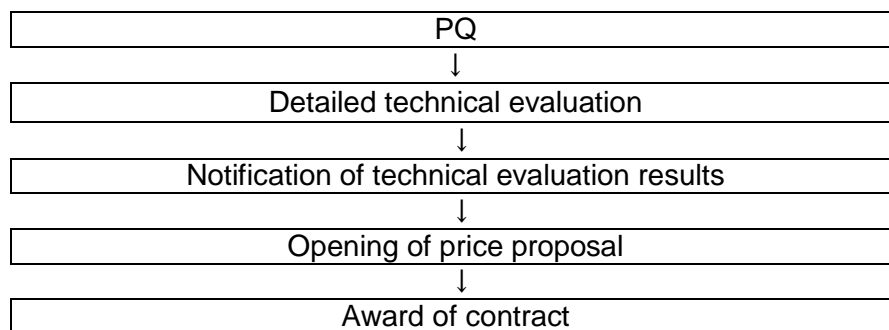 PQ
↓
Detailed technical evaluation
↓
Notification of technical evaluation results
↓
Opening of price proposal
↓
Award of contract